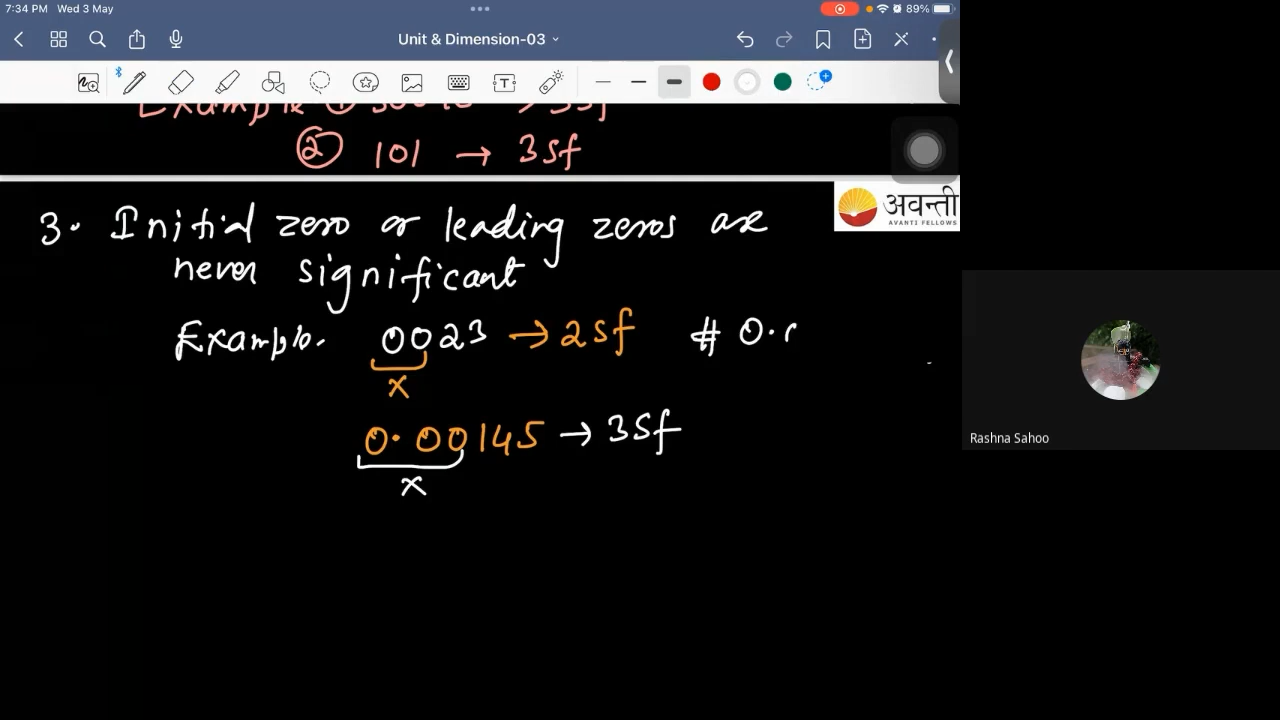 7:34 PM Wed 3 May
89%
Unit & Dimension-03
② 101 → 3Sf
अवन्ती
AVANTI FELLOWS
3. Initial zero or leading zeros are
never significant
Example. 0023 → 2Sf # 0.
x
0.00145 → 3Sf
x
Rashna Sahoo